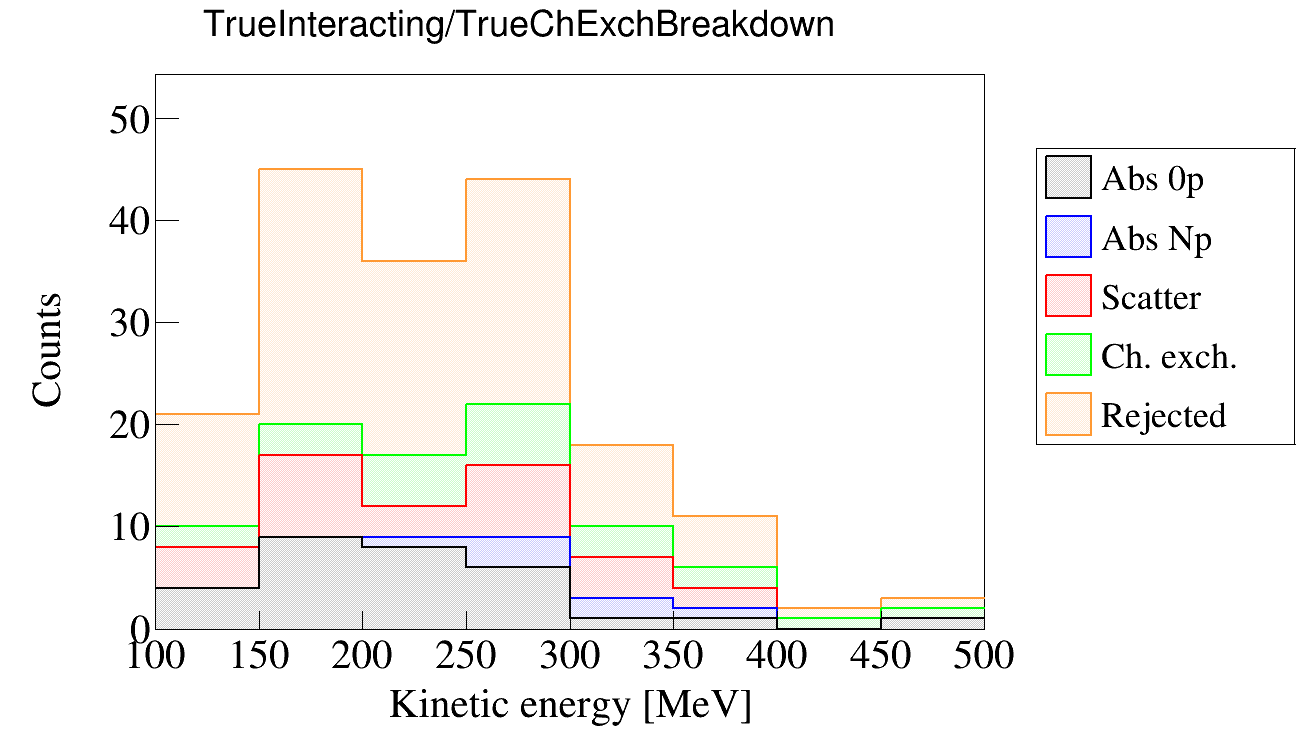 TrueInteracting/TrueChExchBreakdown
50
40
30
20
10
0
100 150 200 250 300 350 400 450 500
Kinetic energy [MeV]
Counts
Abs 0p
Abs Np
Scatter
Ch. exch.
Rejected